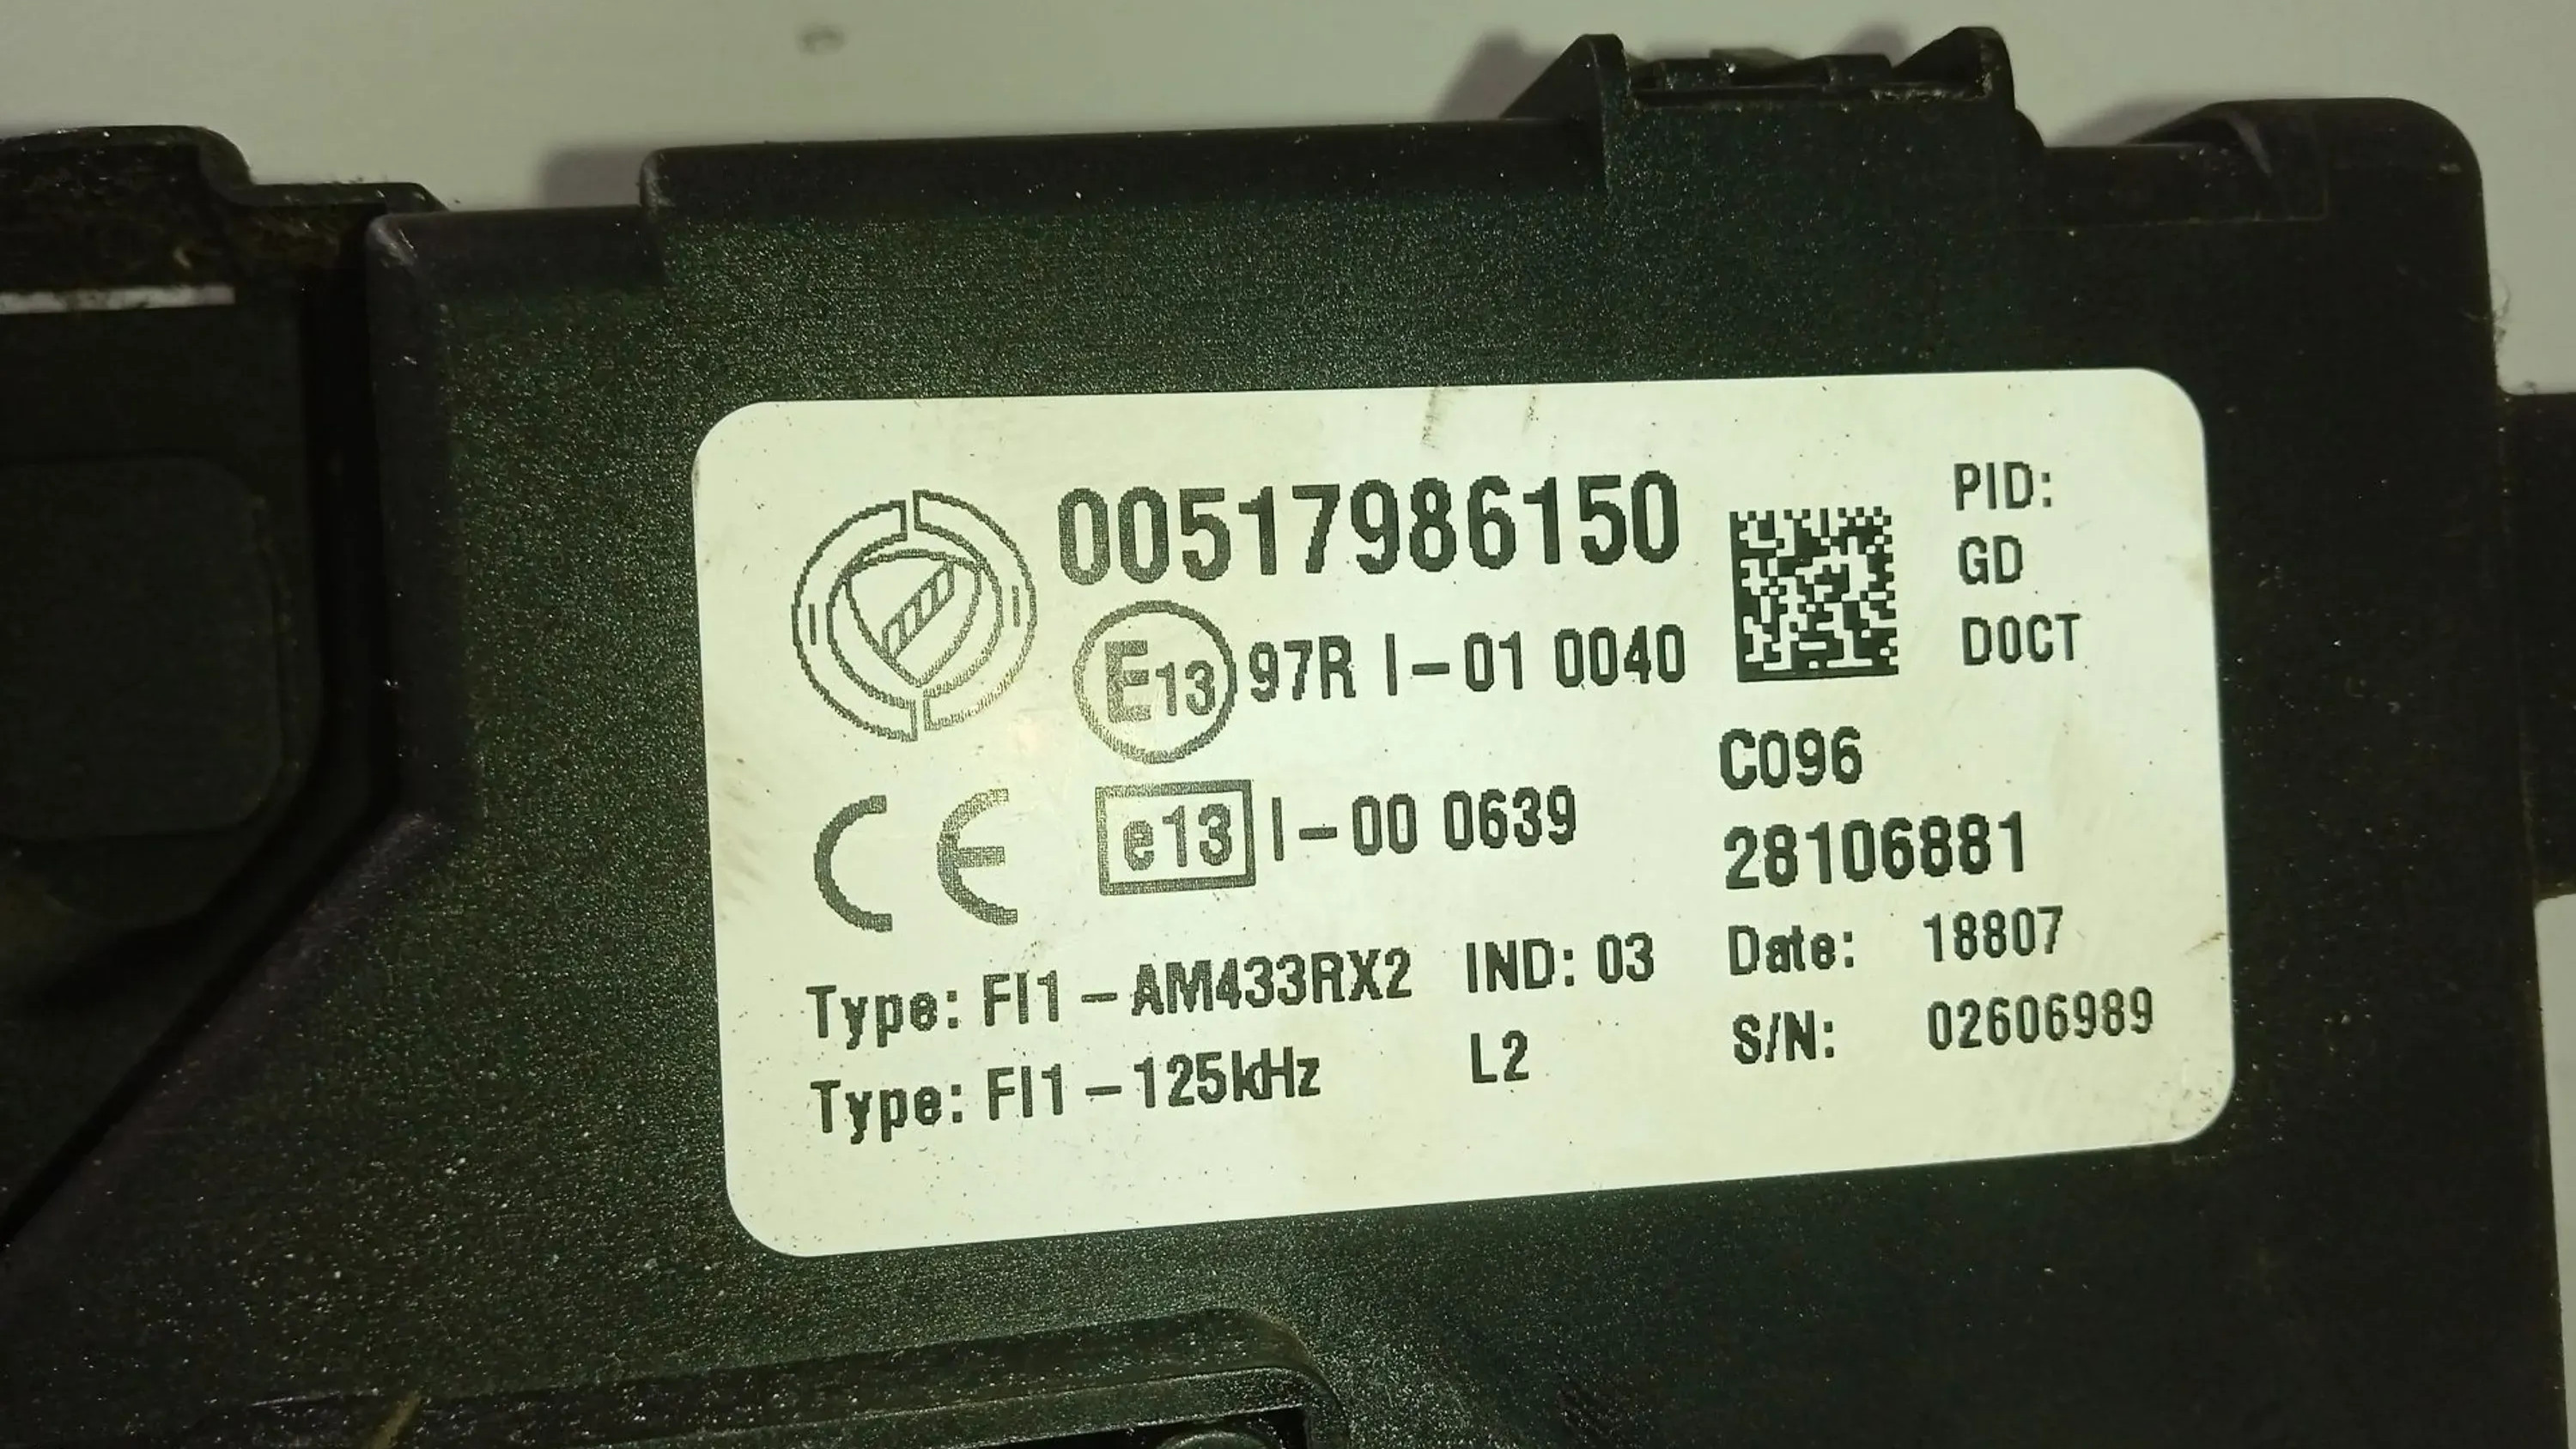 00517986150
E13 97R I-01 0040
CE e13 I-00 0639
Type: FI1-AM433RX2 IND: 03
Type: FI1-125kHz L2
PID:
GD
D0CT
C096
28106881
Date: 18807
S/N: 02606989